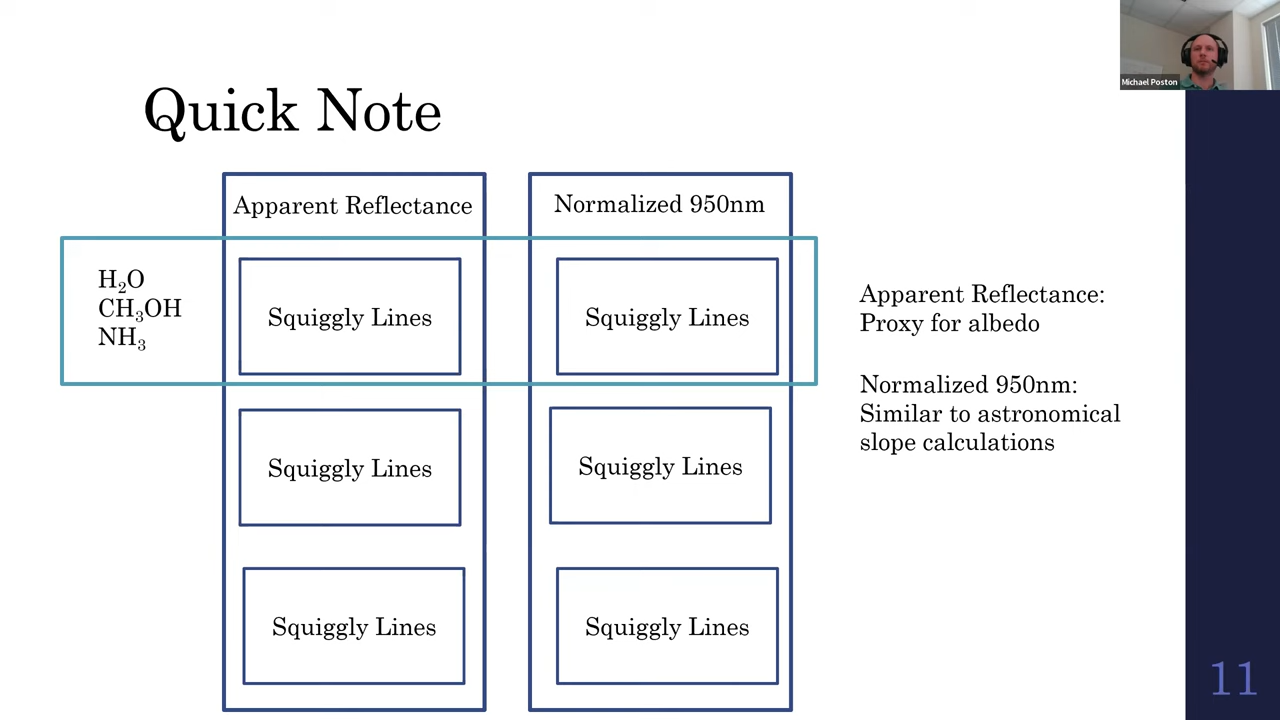 Michael Poston
Quick Note
Apparent Reflectance
Normalized 950nm
H₂O
CH₃OH
NH₃
Squiggly Lines
Squiggly Lines
Squiggly Lines
Squiggly Lines
Squiggly Lines
Squiggly Lines
Apparent Reflectance:
Proxy for albedo
Normalized 950nm:
Similar to astronomical
slope calculations
11